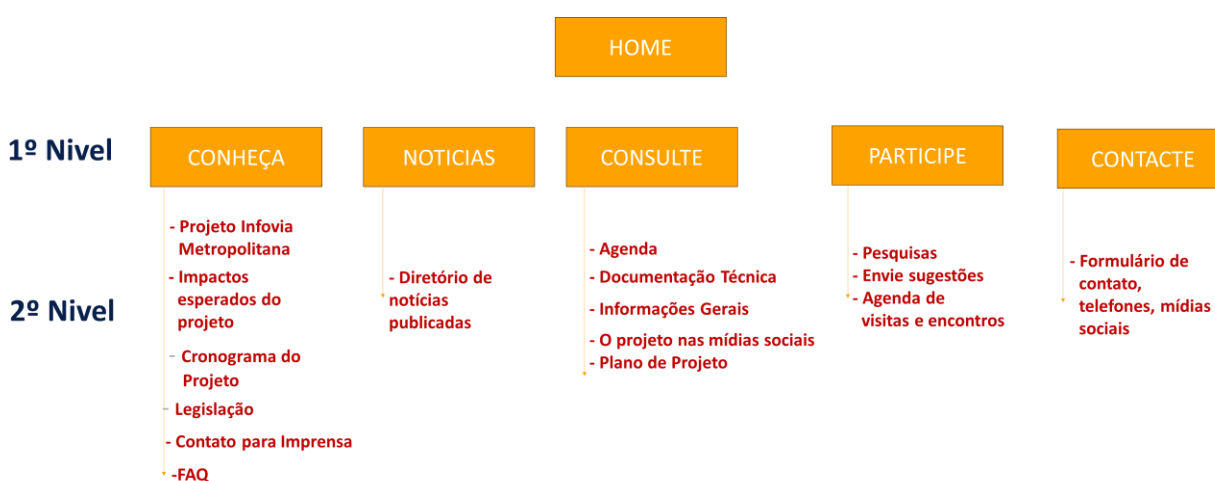 HOME
1º Nivel
CONHEÇA
NOTICIAS
CONSULTE
PARTICIPE
CONTACTE
2º Nivel
- Projeto Infovia
Metropolitana
- Impactos
esperados do
projeto
- Cronograma do
Projeto
- Legislação
- Contato para Imprensa
-FAQ
- Diretório de
notícias
publicadas
- Agenda
- Documentação Técnica
- Informações Gerais
- O projeto nas mídias sociais
- Plano de Projeto
- Pesquisas
- Envie sugestões
- Agenda de
visitas e encontros
- Formulário de
contato,
telefones, mídias
sociais